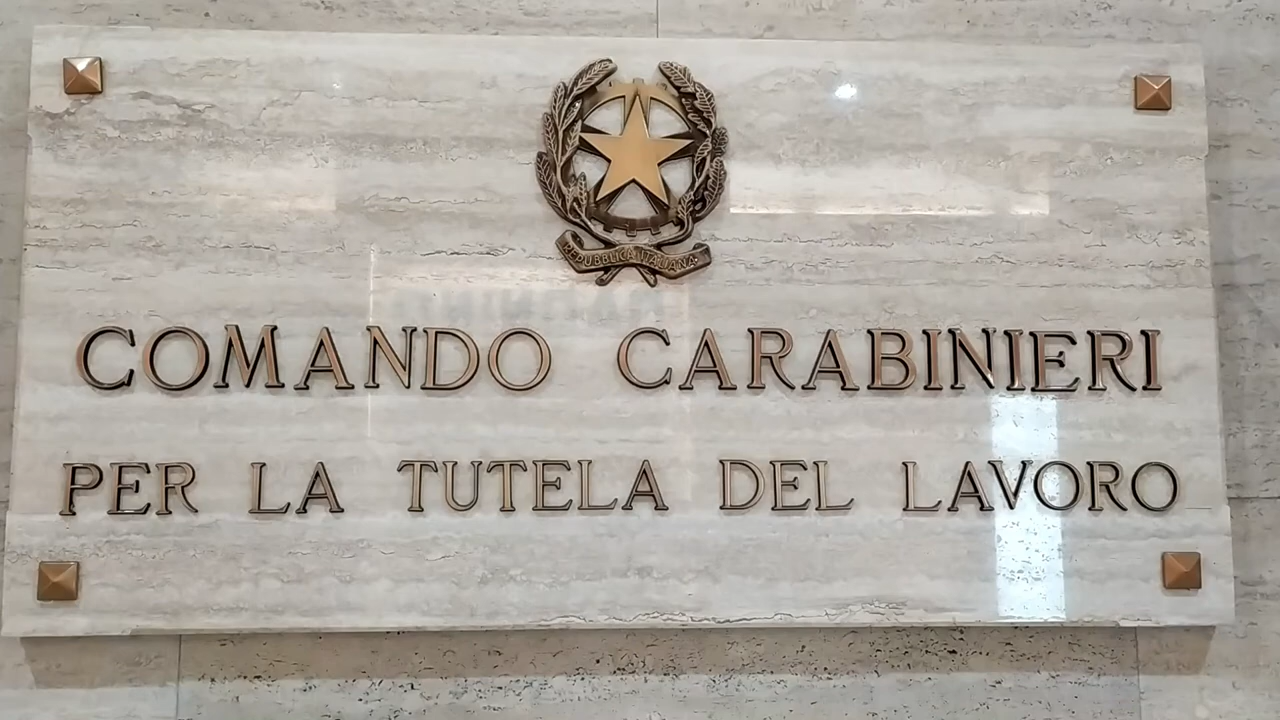 REPUBBLICA ITALIANA
COMANDO CARABINIERI
PER LA TUTELA DEL LAVORO